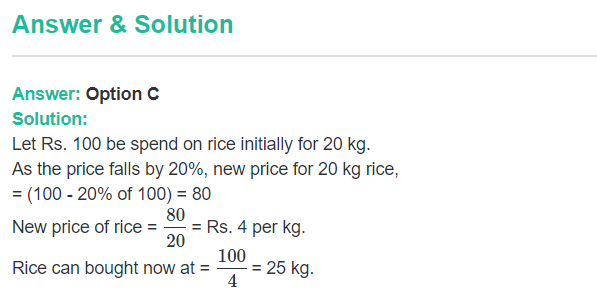 Answer & Solution
Answer: Option C
Solution:
Let Rs. 100 be spend on rice initially for 20 kg.
As the price falls by 20%, new price for 20 kg rice,
= (100 - 20% of 100) = 80
New price of rice = 80/20 = Rs. 4 per kg.
Rice can bought now at = 100/4 = 25 kg.